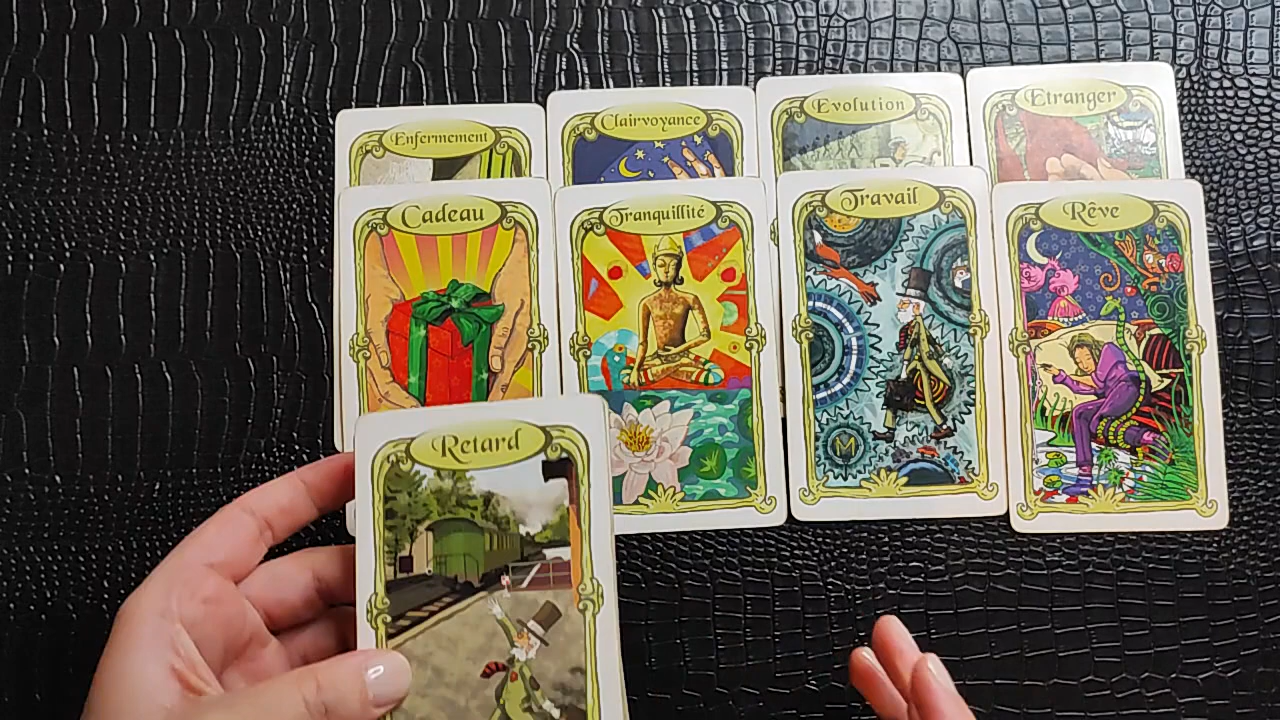 Enfermement
Clairvoyance
Evolution
Etranger
Cadeau
Tranquillité
Travail
Rêve
M
Retard